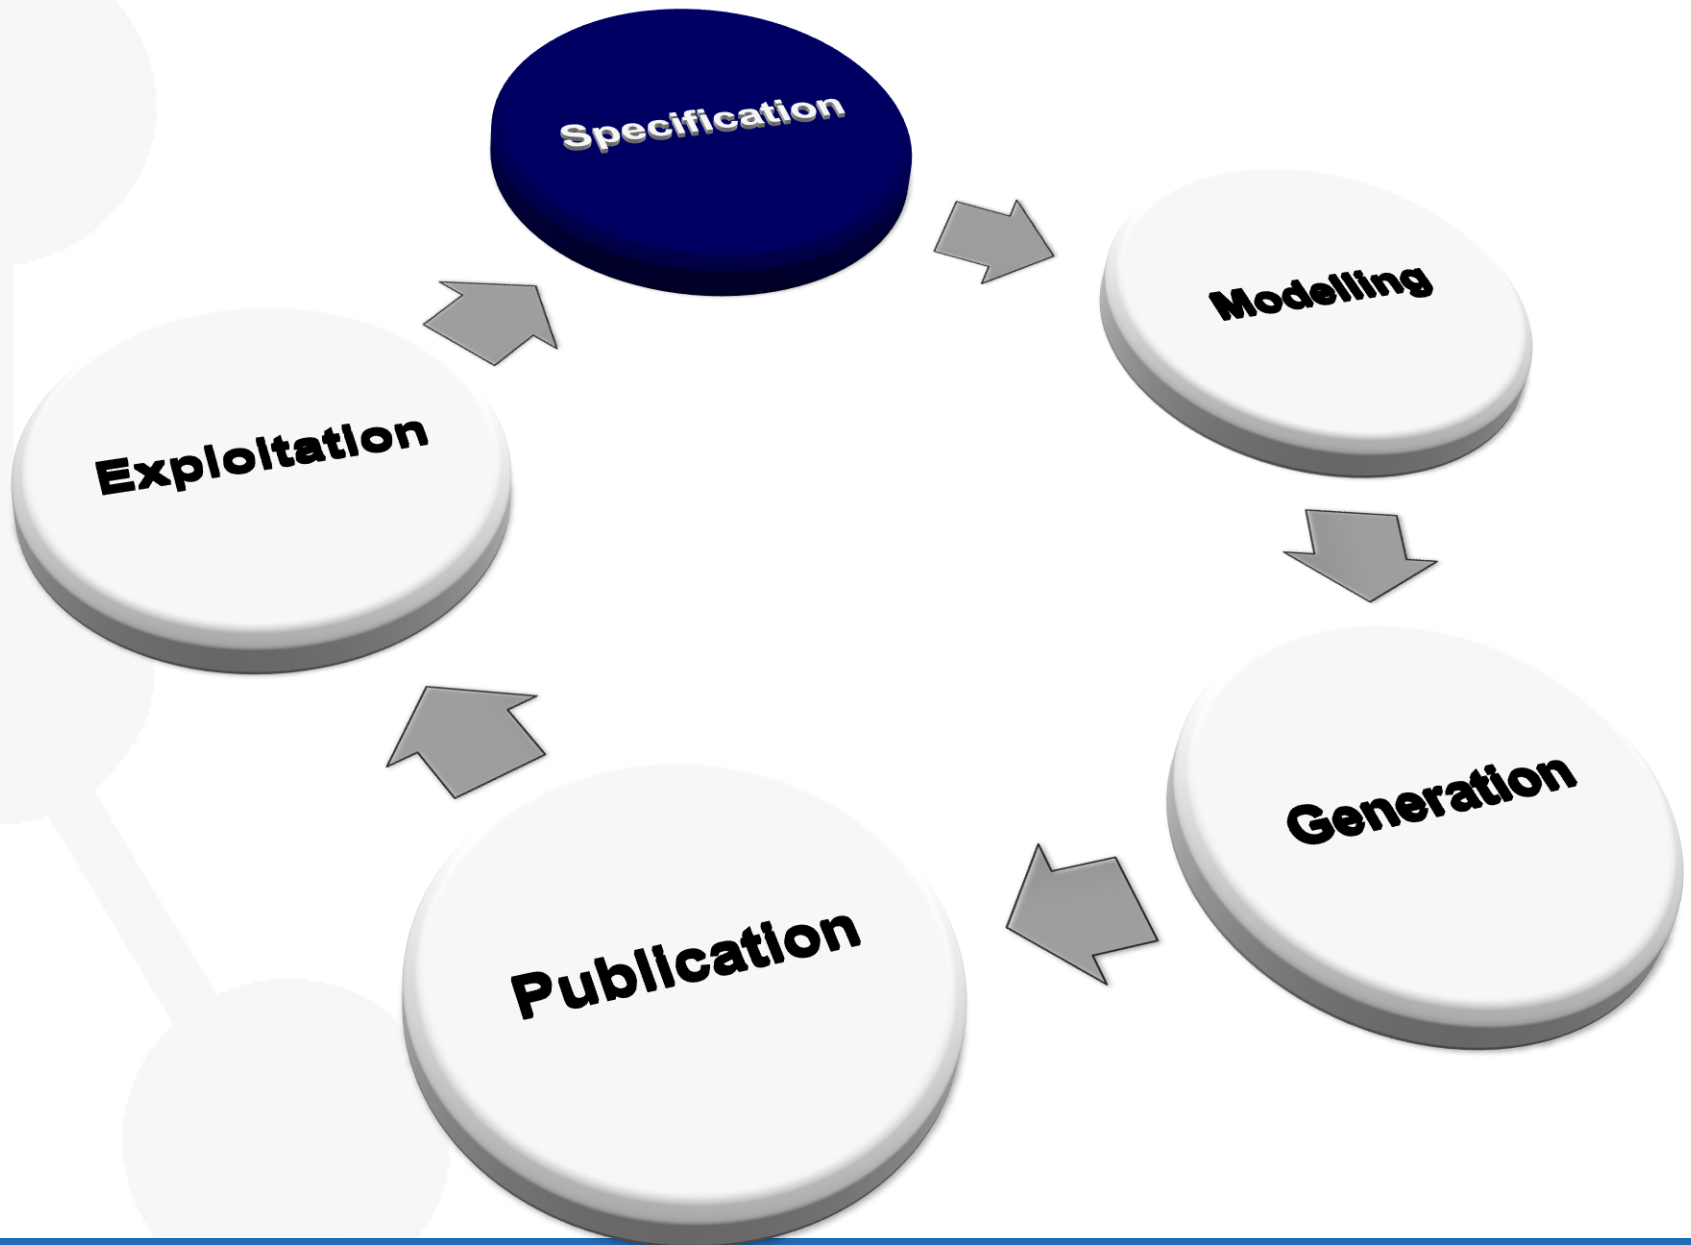 Specification
Modelling
Generation
Publication
Exploitation